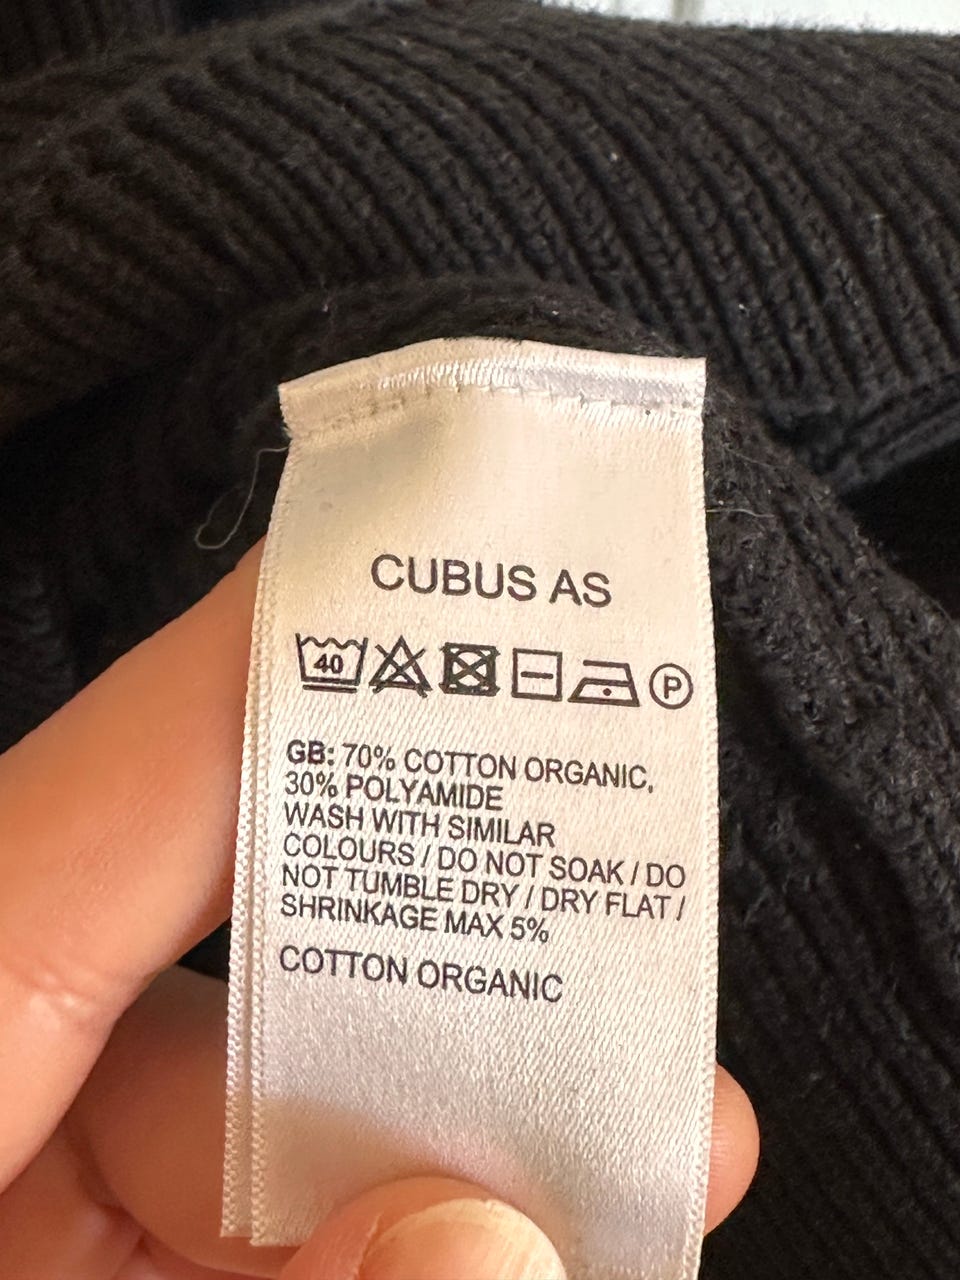 CUBUS AS
40 P
GB: 70% COTTON ORGANIC,
30% POLYAMIDE
WASH WITH SIMILAR
COLOURS / DO NOT SOAK / DO
NOT TUMBLE DRY / DRY FLAT /
SHRINKAGE MAX 5%
COTTON ORGANIC